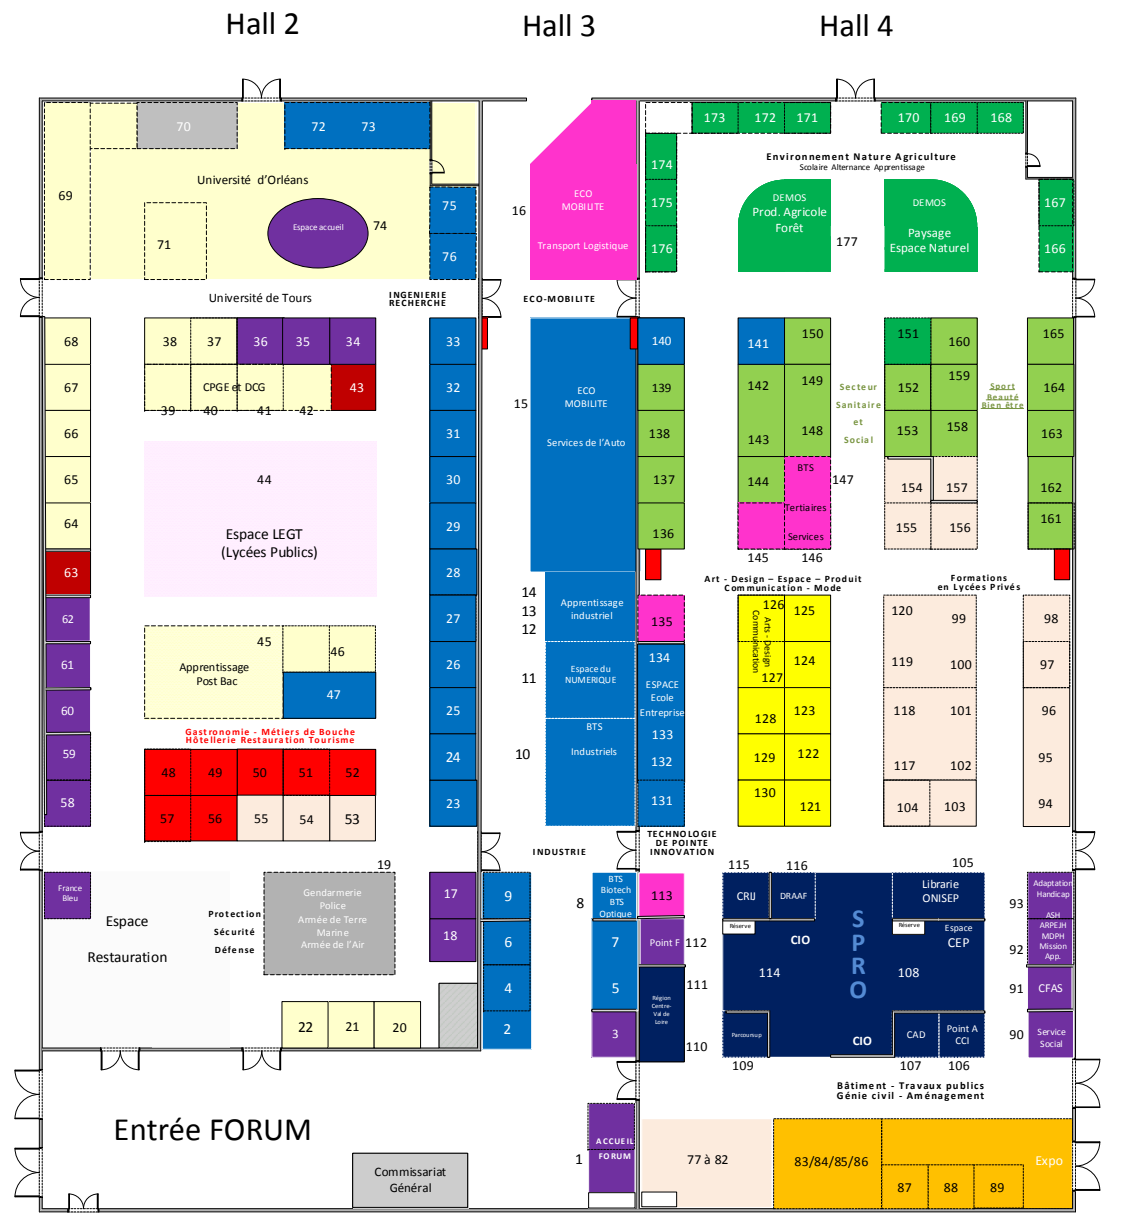 Hall 2
Hall 3
Hall 4
70
72
73
173
172
171
170
169
168
Environnement Nature Agriculture
Scolaire Alternance Apprentissage
174
Université d'Orléans
69
ECO
MOBILITE
DEMOS
Prod. Agricole
Forêt
DEMOS
Paysage
Espace Naturel
75
16
175
167
Espace accueil
74
71
Transport Logistique
176
177
166
76
Université de Tours
INGENIERIE
RECHERCHE
ECO-MOBILITE
68
38
37
36
35
34
33
140
141
150
151
160
165
67
CPGE et DCG
43
32
ECO
MOBILITE
139
142
149
152
159
164
Secteur
Sanitaire
et
Social
Sport
Beauté
Bien être
39
40
41
42
15
66
31
Services de l'Auto
138
143
148
153
158
163
65
44
30
137
144
BTS
147
154
157
162
Tertiaires
Services
64
Espace LEGT
(Lycées Publics)
29
136
155
156
161
145
146
63
28
Art - Design – Espace – Produit
Communication - Mode
Formations
en Lycées Privés
14
13
12
Apprentissage
industriel
62
27
135
126
125
Arts - Design
Communication
120
99
98
45
46
61
Apprentissage
Post Bac
26
11
Espace du
NUMERIQUE
134
ESPACE
Ecole
Entreprise
127
124
119
100
97
47
60
25
128
123
118
101
96
Gastronomie - Métiers de Bouche
Hôtellerie Restauration Tourisme
BTS
Industriels
10
133
132
59
48
49
50
51
52
24
129
122
117
102
95
58
57
56
55
54
53
23
131
130
121
104
103
94
TECHNOLOGIE
DE POINTE
INNOVATION
INDUSTRIE
19
115
116
105
France
Bleu
Gendarmerie
Police
Armée de Terre
Marine
Armée de l'Air
17
9
8
BTS
Biotech
BTS
Optique
113
CRIJ
DRAAF
Librarie
ONISEP
93
Adaptation
Handicap
ASH
Espace
Restauration
Protection
Sécurité
Défense
18
6
7
Point F
112
Réserve
CIO
SPRO
Réserve
Espace
CEP
92
ARPEJH
MDPH
Mission
App.
4
5
Région
Centre-
Val de
Loire
111
114
108
91
CFAS
22
21
20
2
3
110
Parcoursup
CIO
CAD
Point A
CCI
90
Service
Social
109
107
106
Bâtiment - Travaux publics
Génie civil - Aménagement
Entrée FORUM
ACCUEIL
FORUM
1
Commissariat
Général
77 à 82
83/84/85/86
Expo
87
88
89